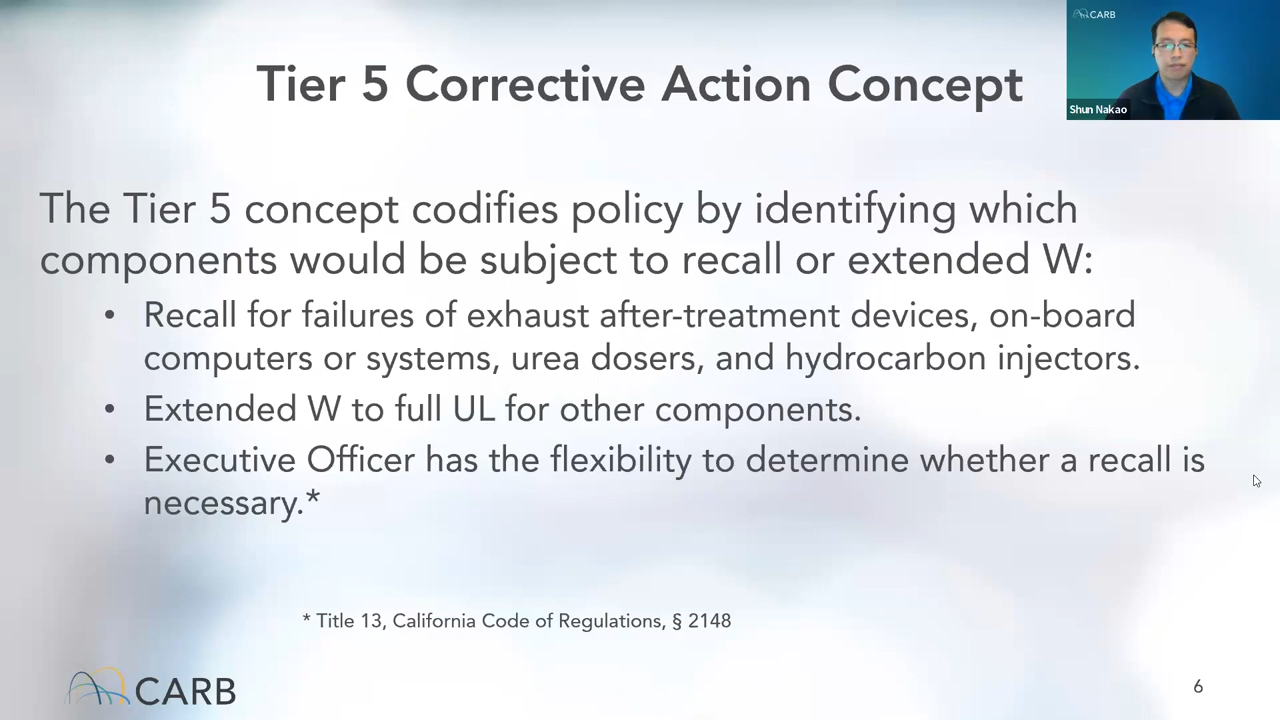 CARB
Tier 5 Corrective Action Concept
Shun Nakao
The Tier 5 concept codifies policy by identifying which
components would be subject to recall or extended W:
• Recall for failures of exhaust after-treatment devices, on-board
computers or systems, urea dosers, and hydrocarbon injectors.
• Extended W to full UL for other components.
• Executive Officer has the flexibility to determine whether a recall is
necessary.*
* Title 13, California Code of Regulations, § 2148
CARB
6